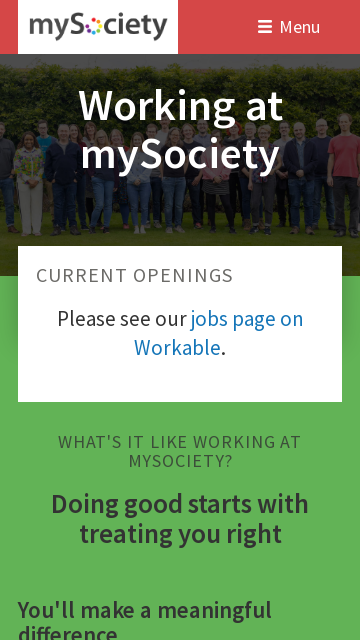 mySociety
Menu
Working at
mySociety
CURRENT OPENINGS
Please see our jobs page on
Workable.
WHAT'S IT LIKE WORKING AT
MYSOCIETY?
Doing good starts with
treating you right
You'll make a meaningful
difference